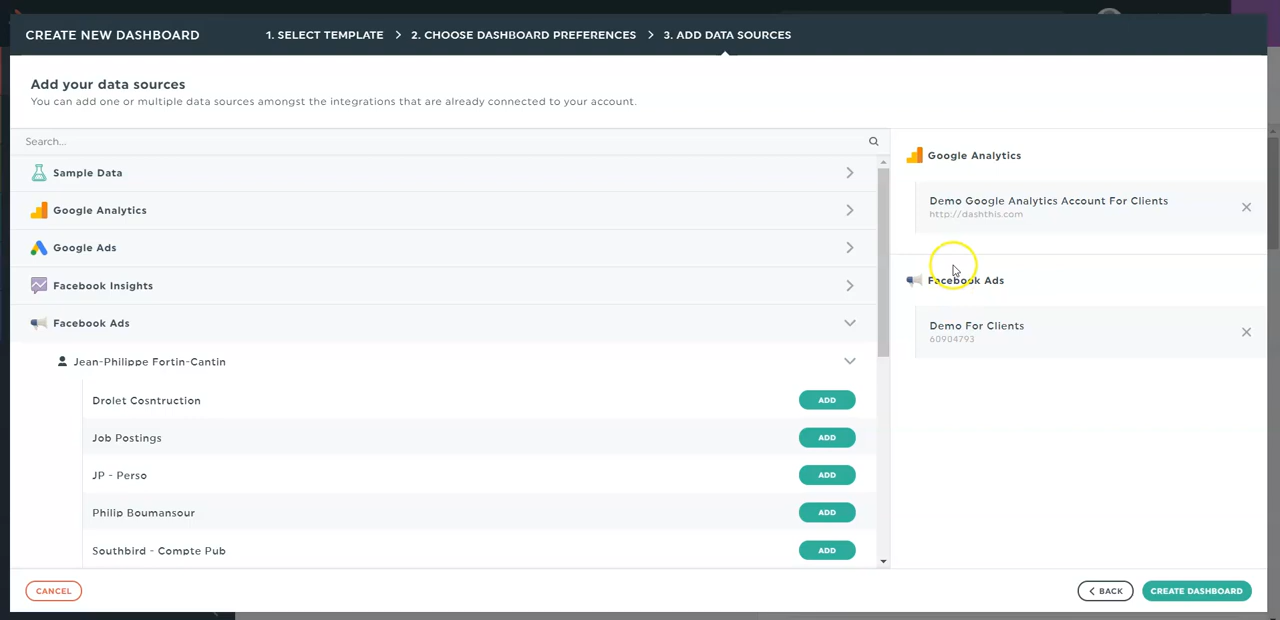 CREATE NEW DASHBOARD
1. SELECT TEMPLATE > 2. CHOOSE DASHBOARD PREFERENCES > 3. ADD DATA SOURCES
Add your data sources
You can add one or multiple data sources amongst the integrations that are already connected to your account.
Search...
Sample Data
Google Analytics
Google Ads
Facebook Insights
Facebook Ads
Jean-Philippe Fortin-Cantin
Drolet Cosntruction ADD
Job Postings ADD
JP - Perso ADD
Philip Boumansour ADD
Southbird - Compte Pub ADD
Google Analytics
Demo Google Analytics Account For Clients
http://dashthis.com
Facebook Ads
Demo For Clients
60904793
CANCEL
< BACK
CREATE DASHBOARD